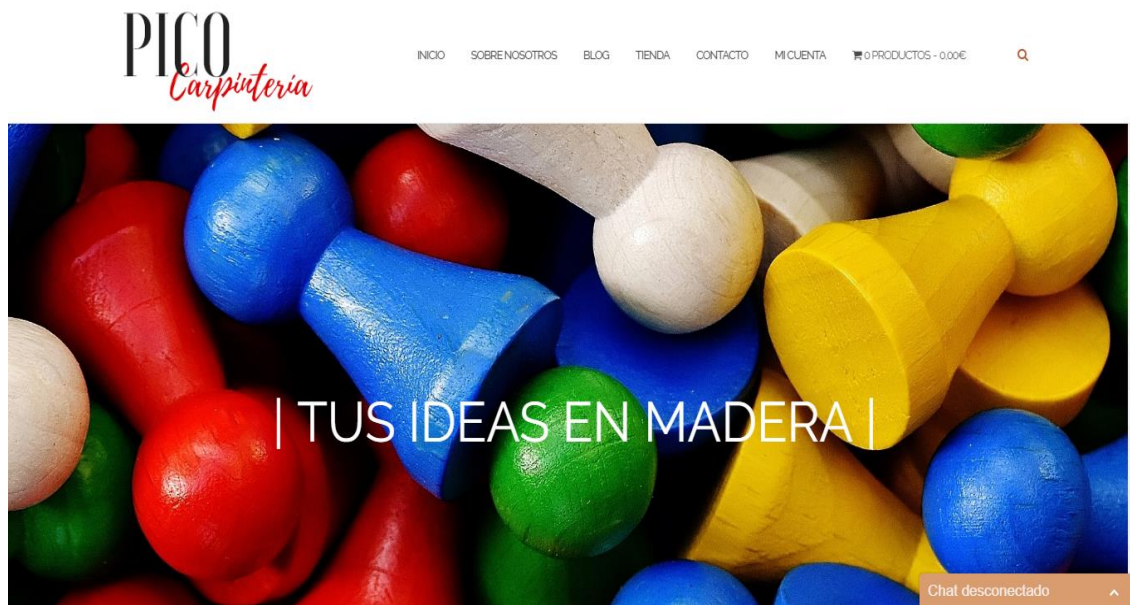 PICO
Carpintería
INICIO SOBRE NOSOTROS BLOG TIENDA CONTACTO MI CUENTA 0 PRODUCTOS - 0,00€
| TUS IDEAS EN MADERA |
Chat desconectado